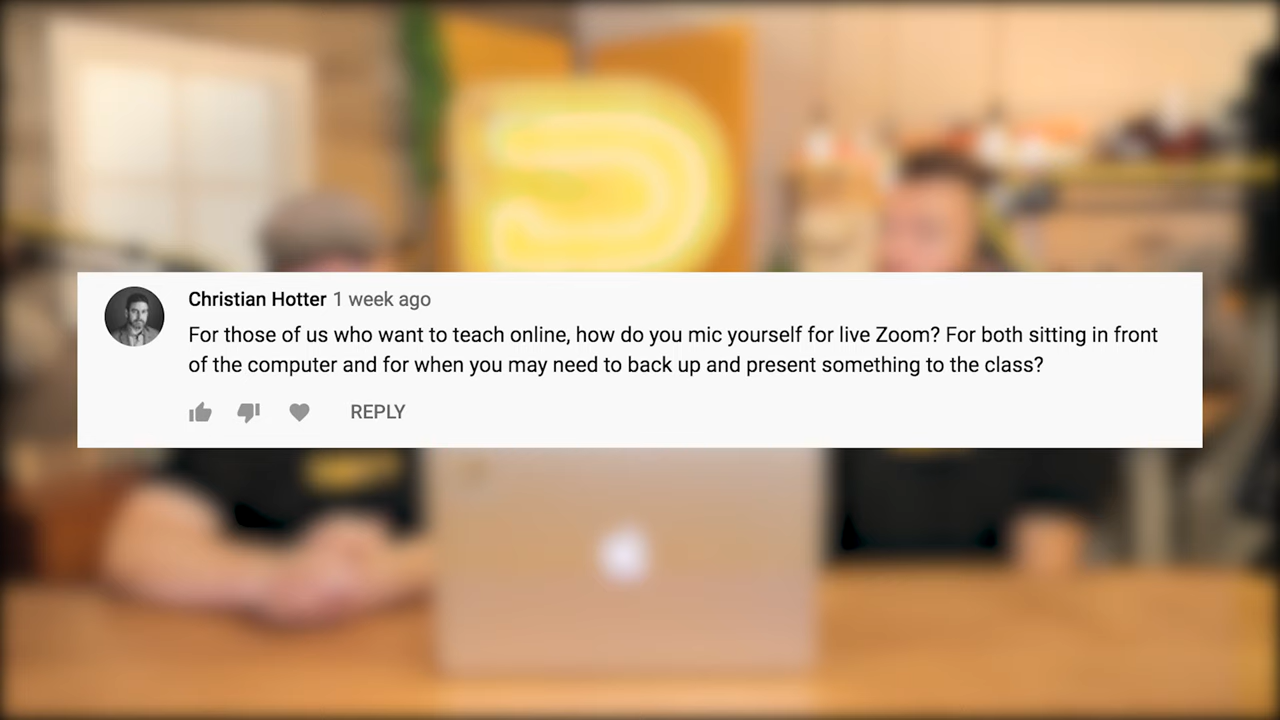 Christian Hotter 1 week ago
For those of us who want to teach online, how do you mic yourself for live Zoom? For both sitting in front
of the computer and for when you may need to back up and present something to the class?
REPLY